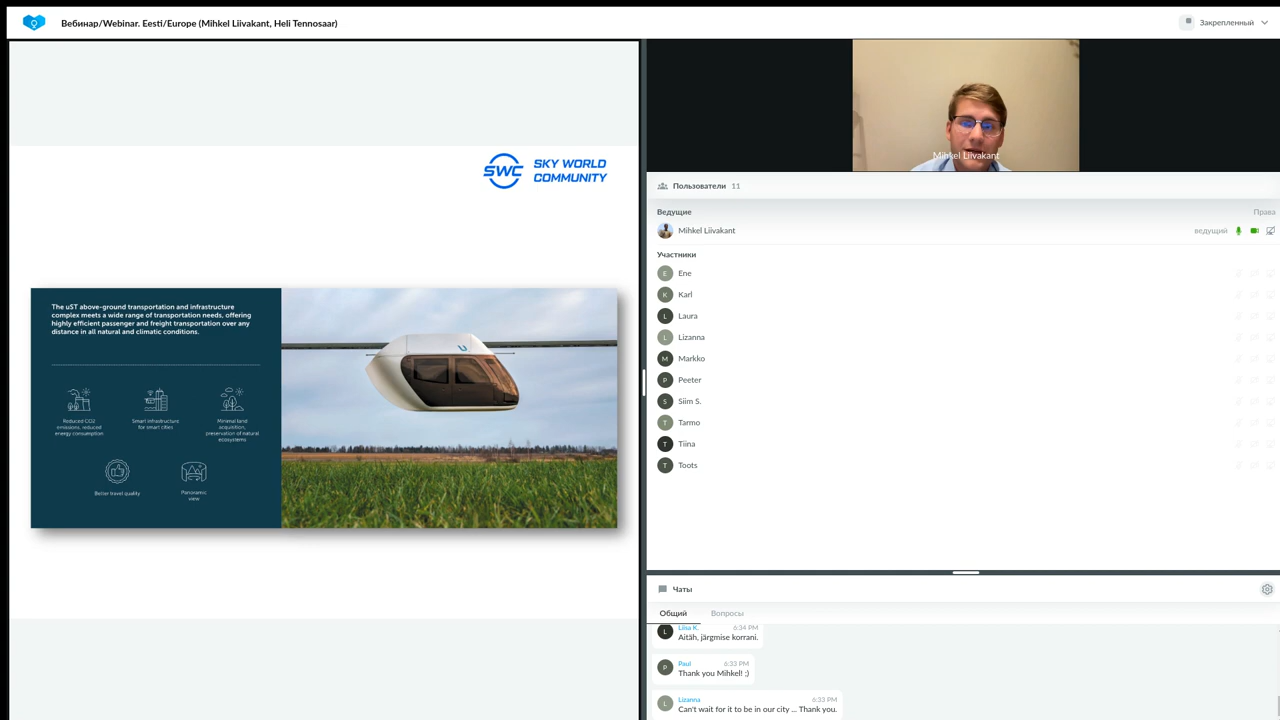 Вебинар/Webinar. Eesti/Europe (Mihkel Liivakant, Heli Tennosaar)
Закрепленный
SWC
SKY WORLD
COMMUNITY
The uST above-ground transportation and infrastructure
complex meets a wide range of transportation needs, offering
highly efficient passenger and freight transportation over any
distance in all natural and climatic conditions.
Reduced CO2
emissions, reduced
energy consumption
Smart infrastructure
for smart cities
Minimal land
acquisition,
preservation of natural
ecosystems
Better travel quality
Panoramic
view
Mihkel Liivakant
Пользователи 11
Ведущие
Права
Mihkel Liivakant
ведущий
Участники
E Ene
K Karl
L Laura
L Lizanna
M Markko
P Peeter
S Siim S.
T Tarmo
T Tiina
T Toots
Чаты
Общий
Вопросы
L Liisa K. 6:34 PM
Aitäh, järgmise korrani.
P Paul 6:33 PM
Thank you Mihkel! ;)
L Lizanna 6:33 PM
Can't wait for it to be in our city ... Thank you.